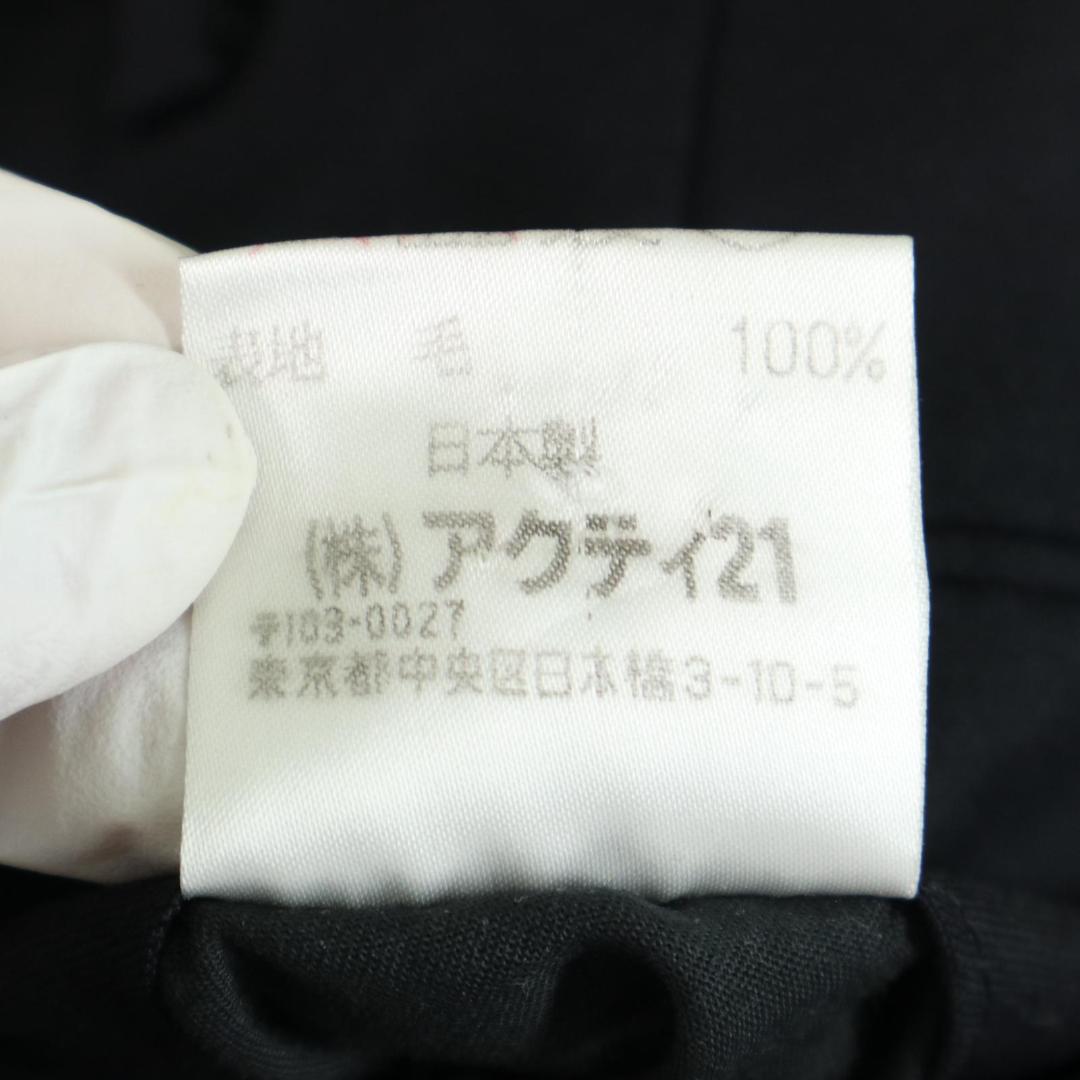 表地 毛 100%
日本製
(株)アクティ21
〒103-0027
東京都中央区日本橋3-10-5